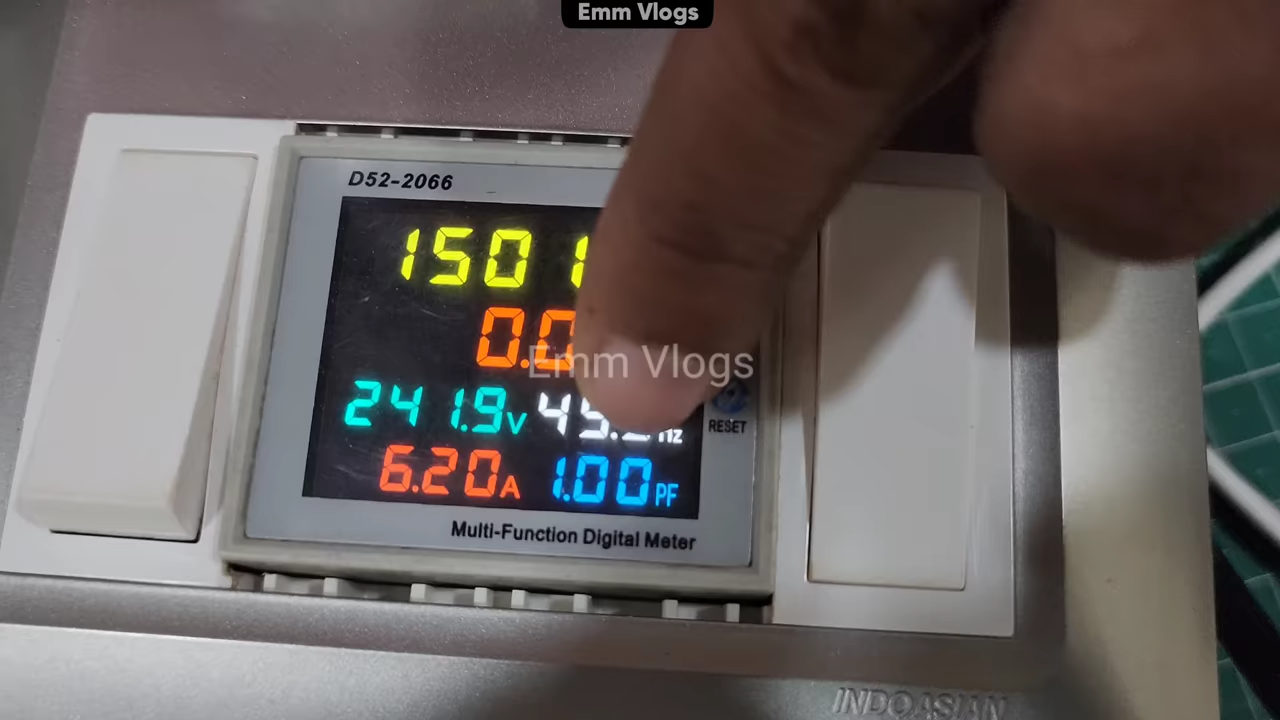 Emm Vlogs
D52-2066
1501
0.0
Emm Vlogs
241.9V 45. Hz
RESET
6.20A 1.00PF
Multi-Function Digital Meter
INDOASIAN